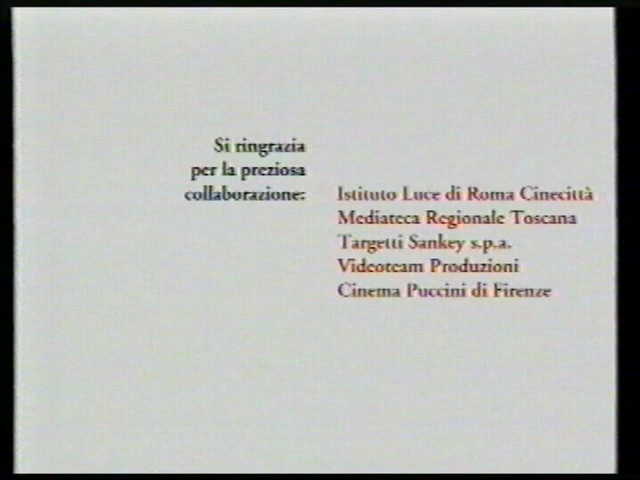 Si ringrazia
per la preziosa
collaborazione:
Istituto Luce di Roma Cinecittà
Mediateca Regionale Toscana
Targetti Sankey s.p.a.
Videoteam Produzioni
Cinema Puccini di Firenze